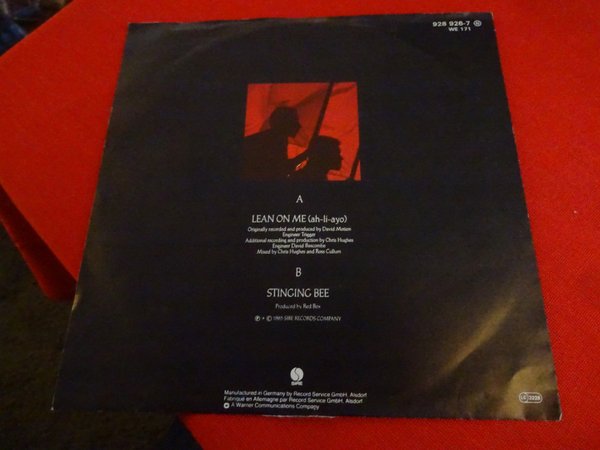 928 926-7 Ⓝ
WE 171
A
LEAN ON ME (ah-li-ayo)
Originally recorded and produced by David Motion
Engineer Trigger
Additional recording and production by Chris Hughes
Engineer David Bascombe
Mixed by Chris Hughes and Ross Cullum
B
STINGING BEE
Produced by Red Box
℗ + © 1985 SIRE RECORDS COMPANY
SIRE
Manufactured in Germany by Record Service GmbH, Alsdorf
Fabriqué en Allemagne par Record Service GmbH, Alsdorf
A Warner Communications Company